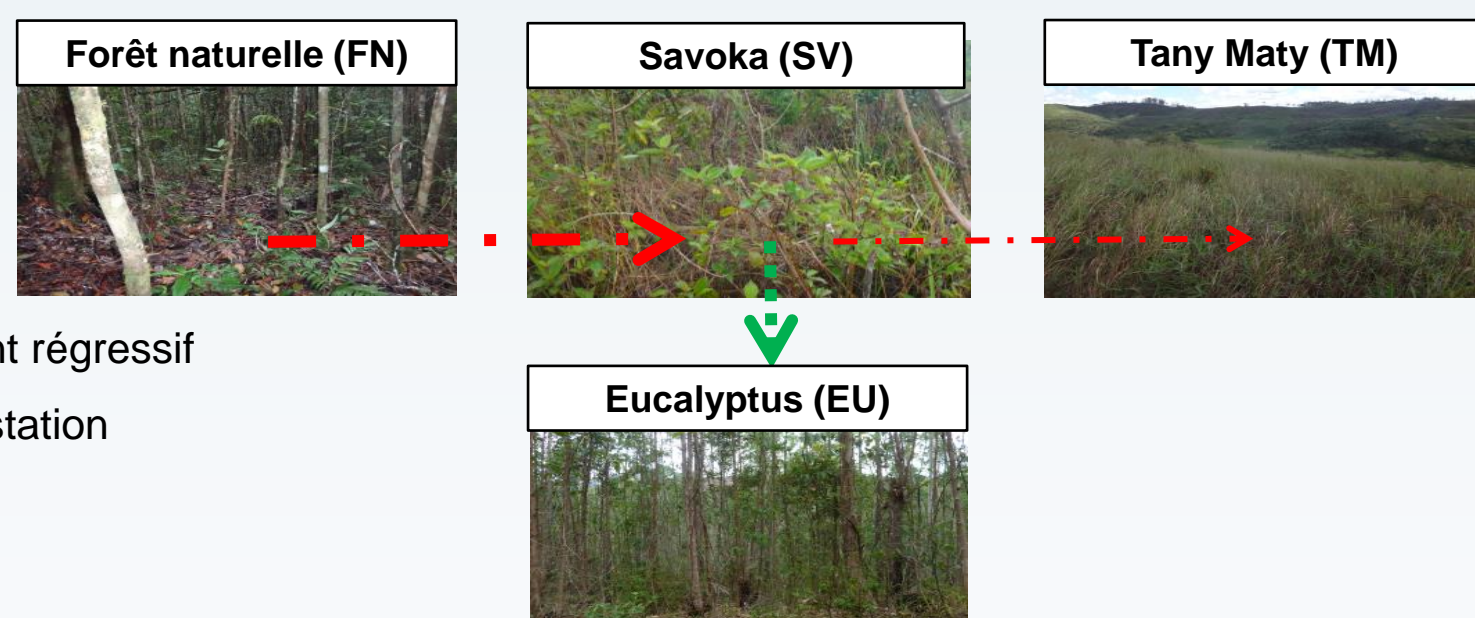 Forêt naturelle (FN)
Savoka (SV)
Tany Maty (TM)
nt régressif
Eucalyptus (EU)
station